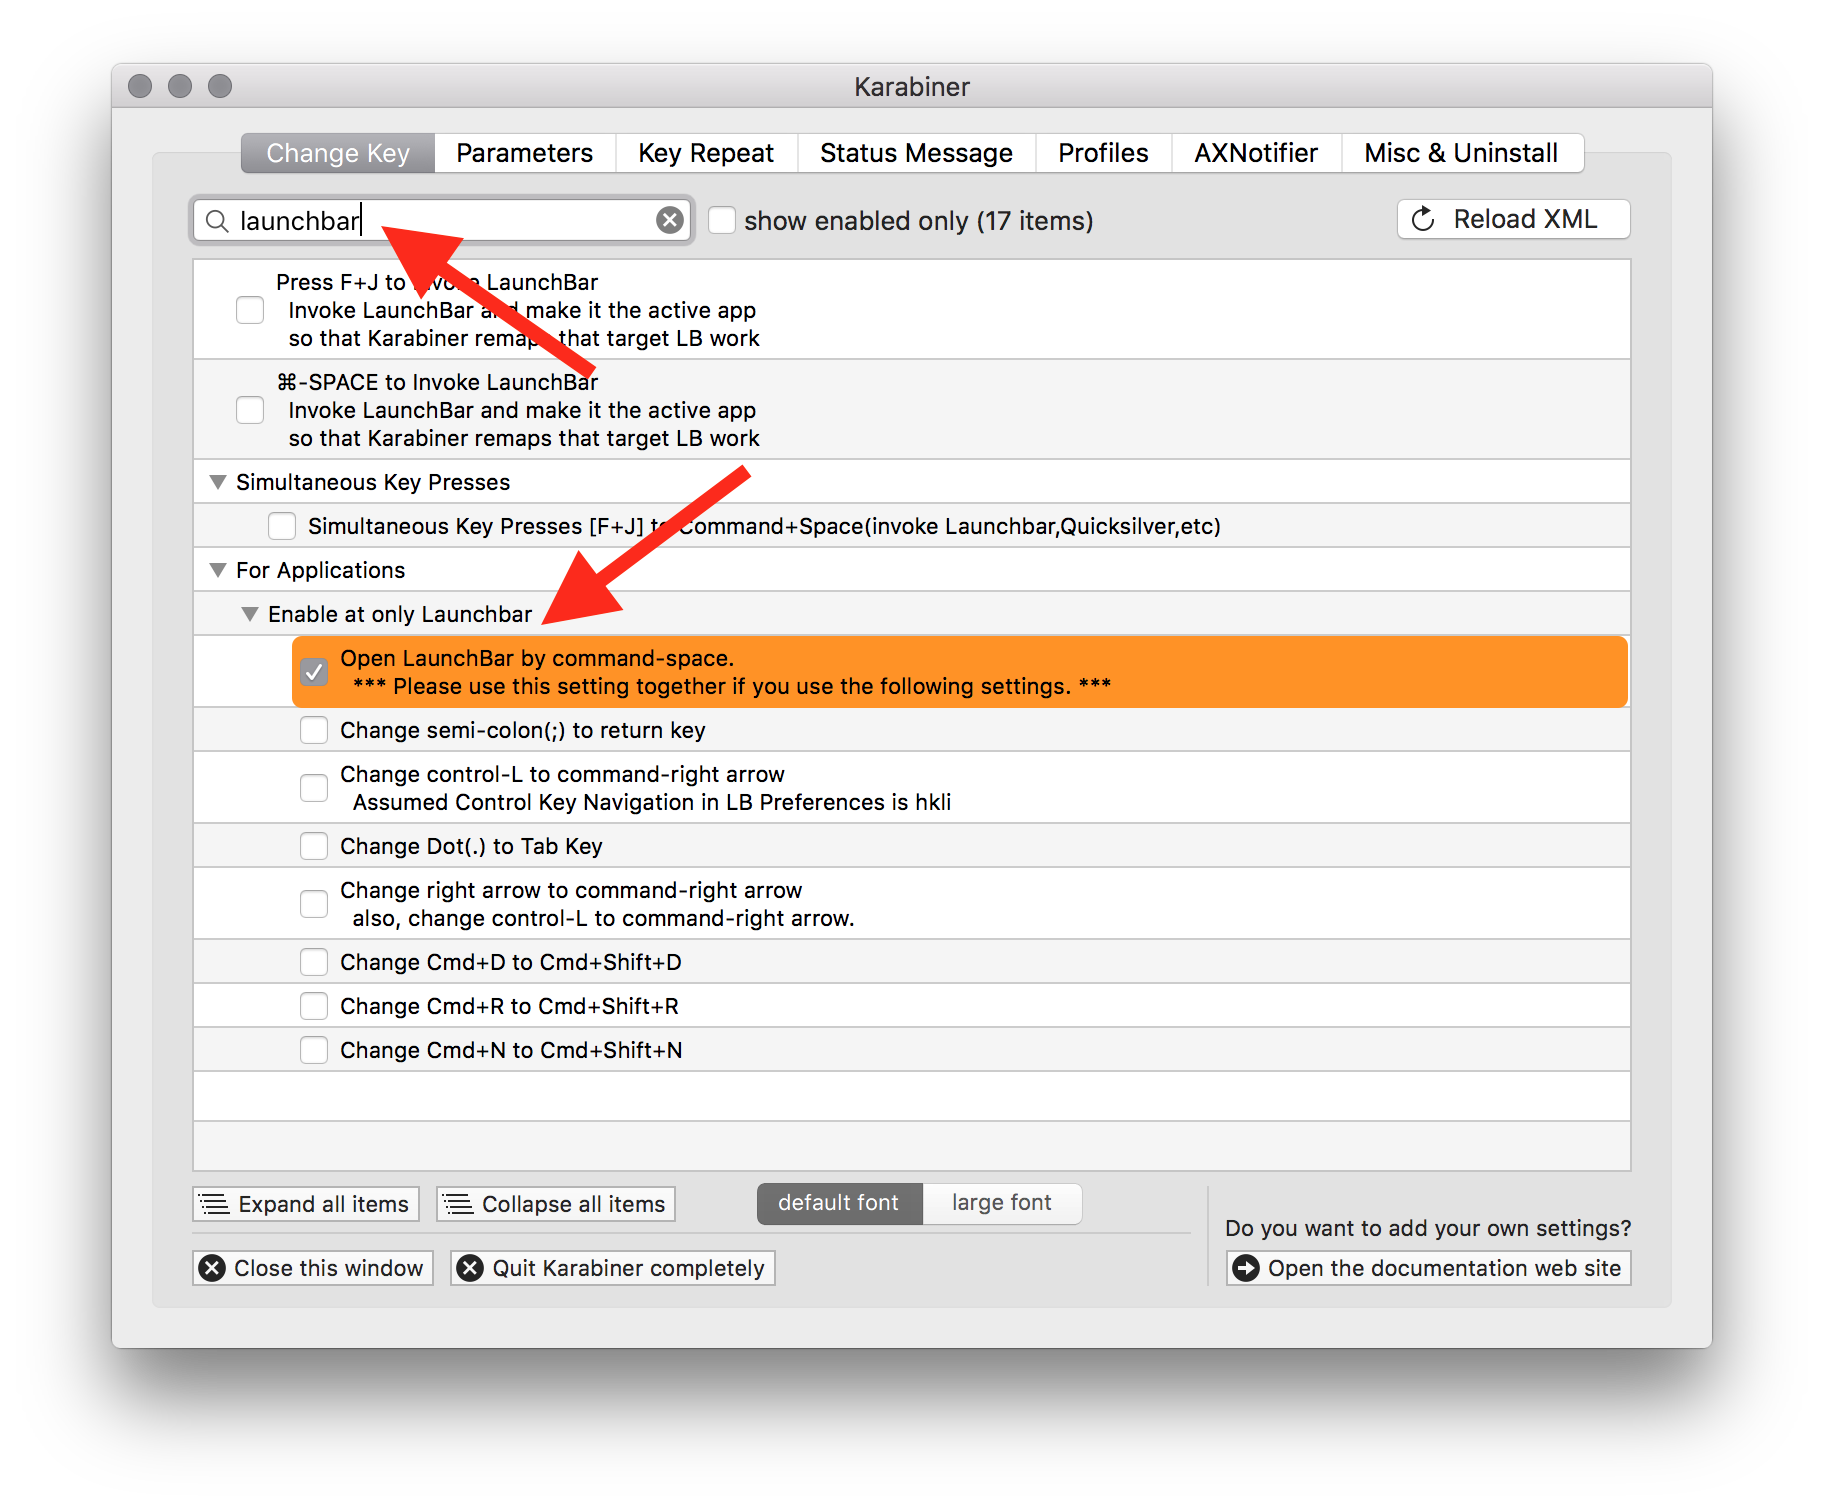 Karabiner
Change Key Parameters Key Repeat Status Message Profiles AXNotifier Misc & Uninstall
launchbar show enabled only (17 items) Reload XML
Press F+J to Invoke LaunchBar
Invoke LaunchBar and make it the active app
so that Karabiner remaps that target LB work
⌘-SPACE to Invoke LaunchBar
Invoke LaunchBar and make it the active app
so that Karabiner remaps that target LB work
Simultaneous Key Presses
Simultaneous Key Presses [F+J] to Command+Space(invoke Launchbar,Quicksilver,etc)
For Applications
Enable at only Launchbar
Open LaunchBar by command-space.
*** Please use this setting together if you use the following settings. ***
Change semi-colon(;) to return key
Change control-L to command-right arrow
Assumed Control Key Navigation in LB Preferences is hkli
Change Dot(.) to Tab Key
Change right arrow to command-right arrow
also, change control-L to command-right arrow.
Change Cmd+D to Cmd+Shift+D
Change Cmd+R to Cmd+Shift+R
Change Cmd+N to Cmd+Shift+N
Expand all items Collapse all items default font large font
Do you want to add your own settings?
Close this window Quit Karabiner completely Open the documentation web site